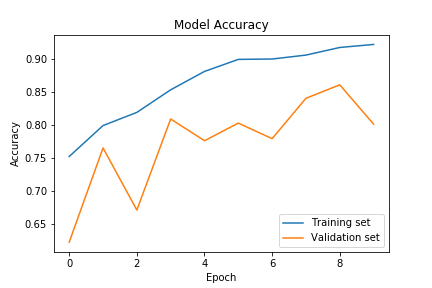 Model Accuracy
Accuracy
0.90
0.85
0.80
0.75
0.70
0.65
0 2 4 6 8
Epoch
Training set
Validation set